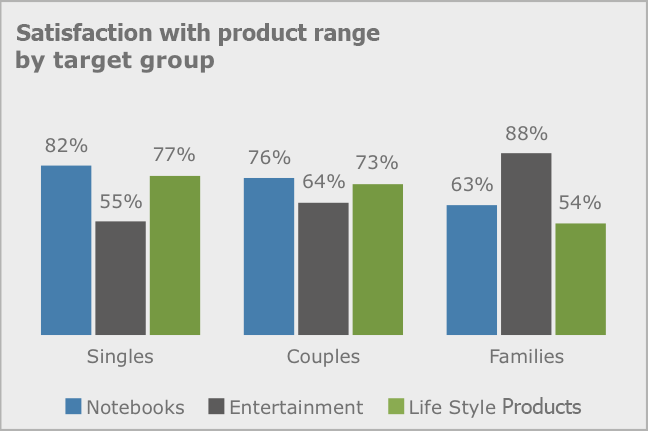 Satisfaction with product range
by target group
82% 55% 77% 76% 64% 73% 63% 88% 54%
Singles Couples Families
Notebooks Entertainment Life Style Products